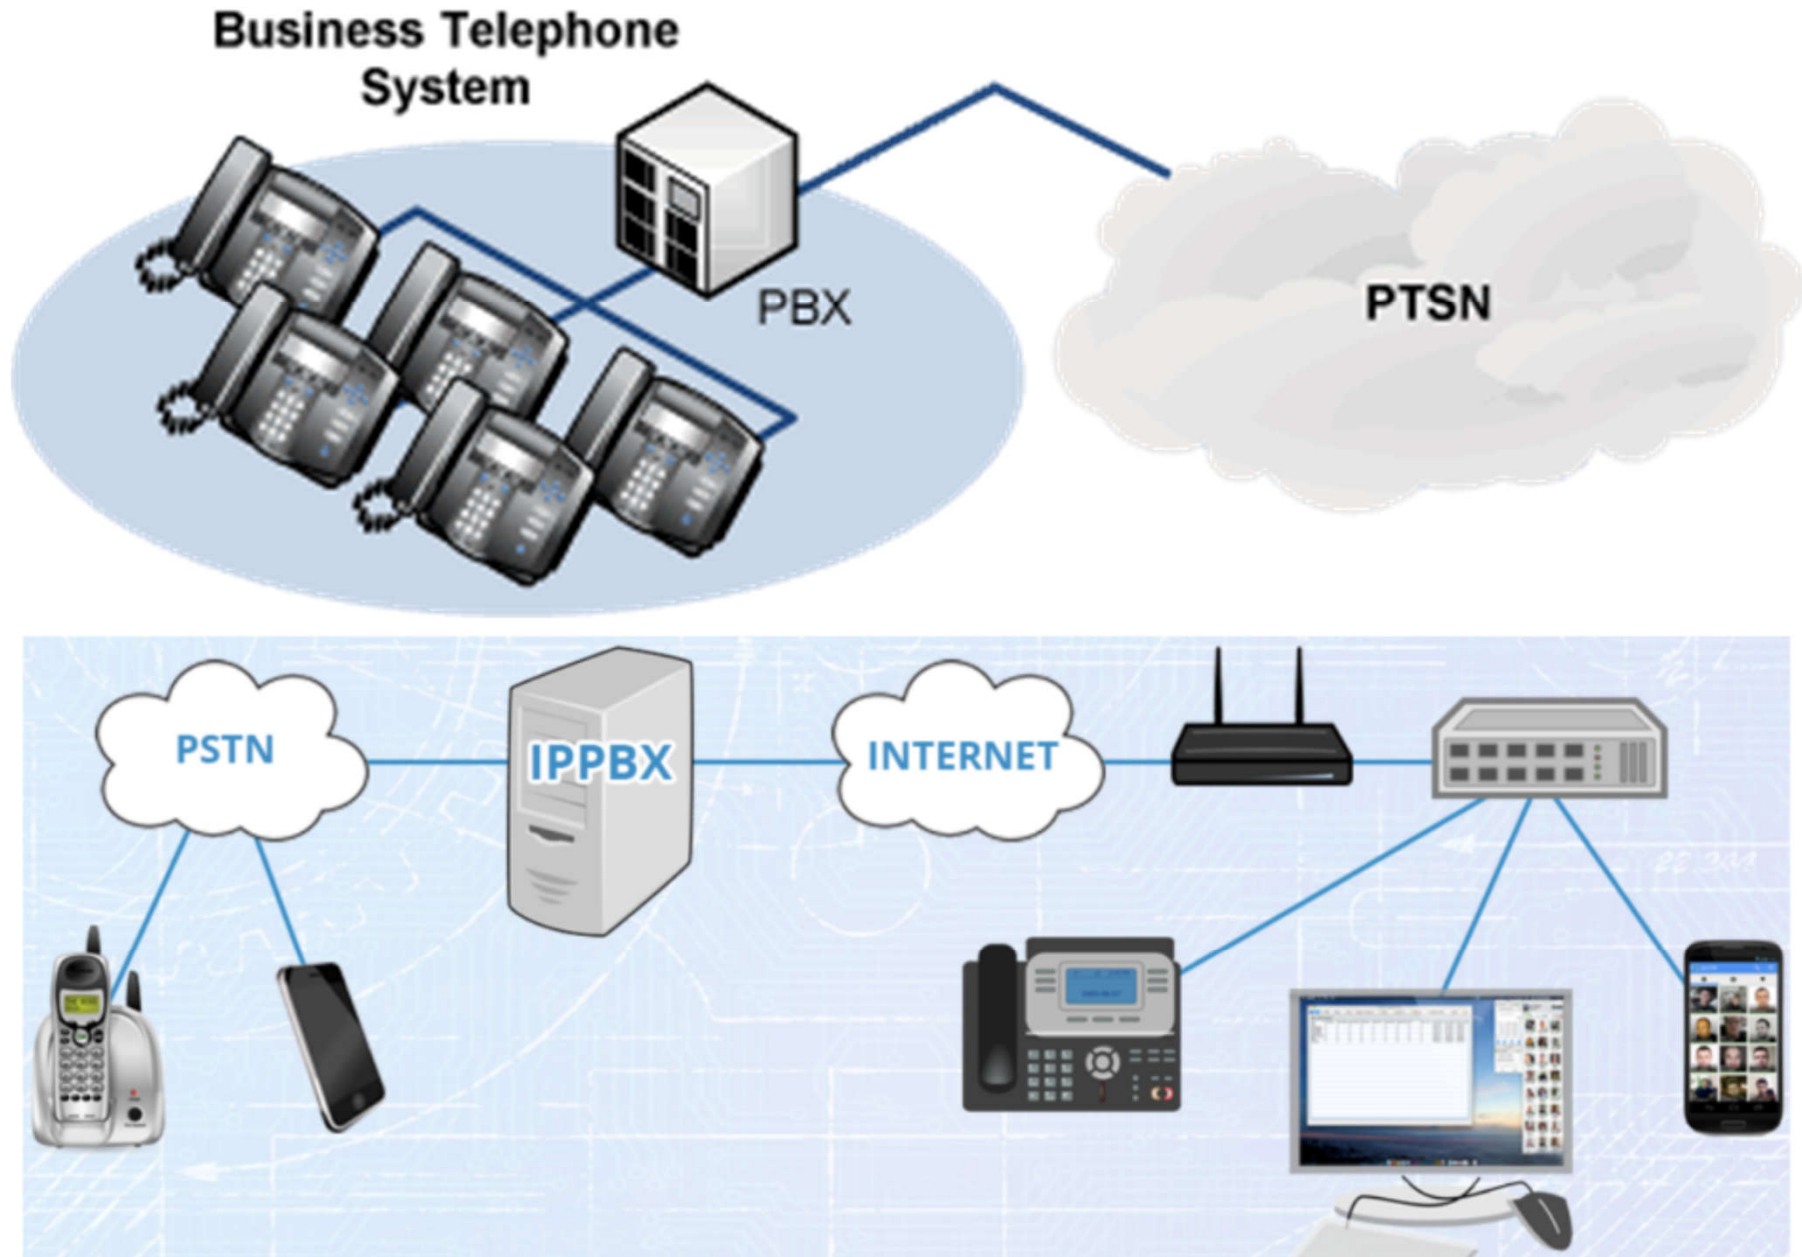 Business Telephone
System
PBX
PTSN
PSTN
IPPBX
INTERNET